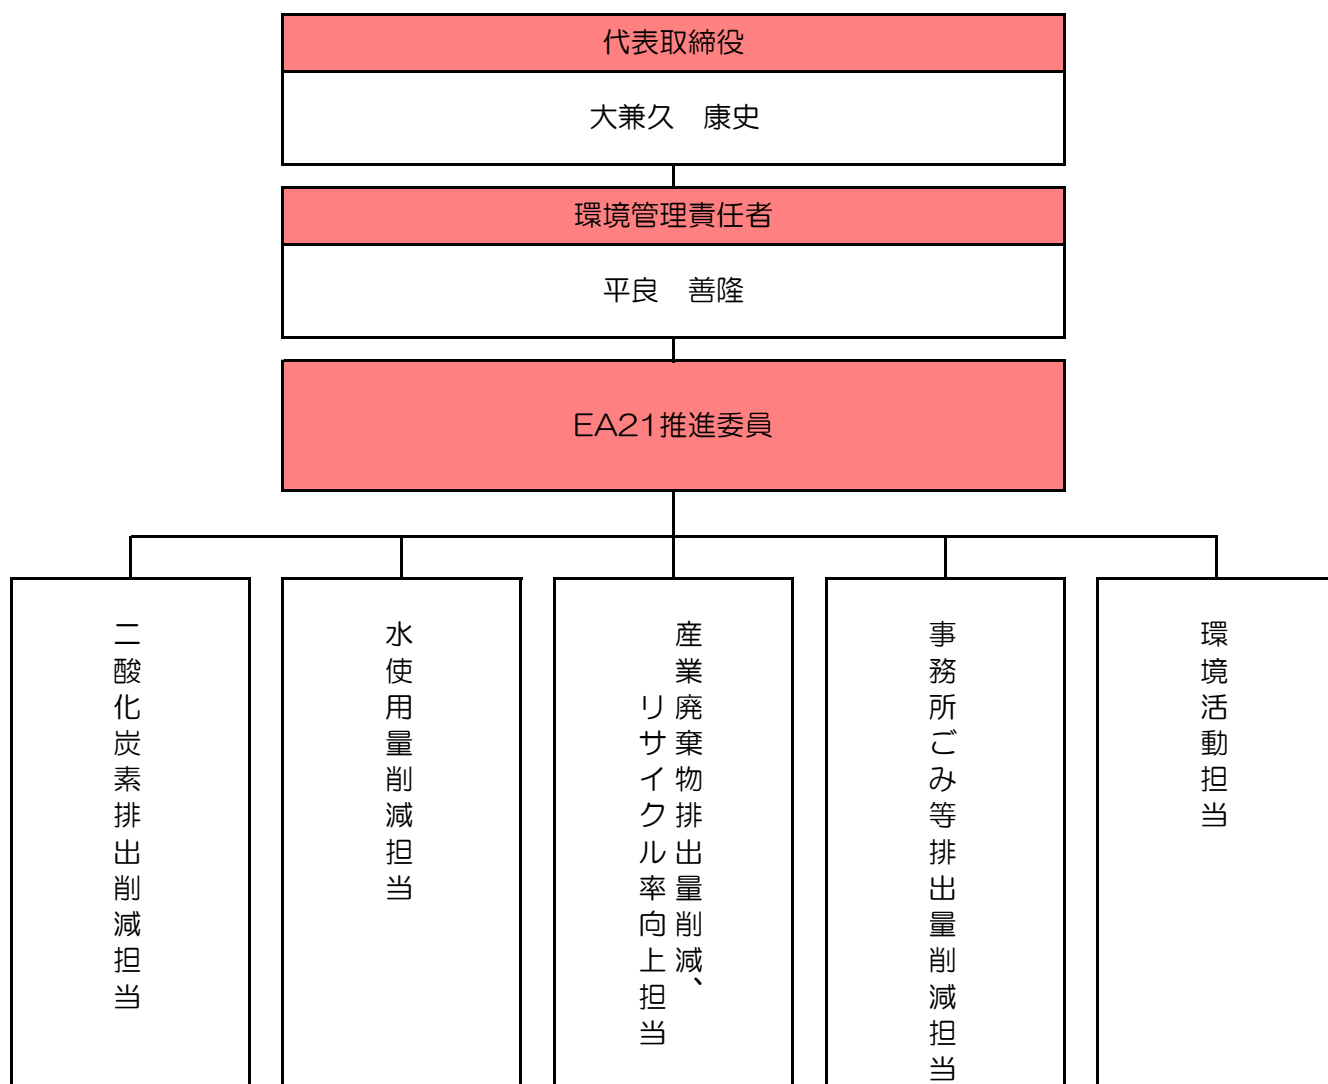 代表取締役
大兼久　康史
環境管理責任者
平良　善隆
EA21推進委員
二酸化炭素排出削減担当
水使用量削減担当
産業廃棄物排出量削減、
リサイクル率向上担当
事務所ごみ等排出量削減担当
環境活動担当